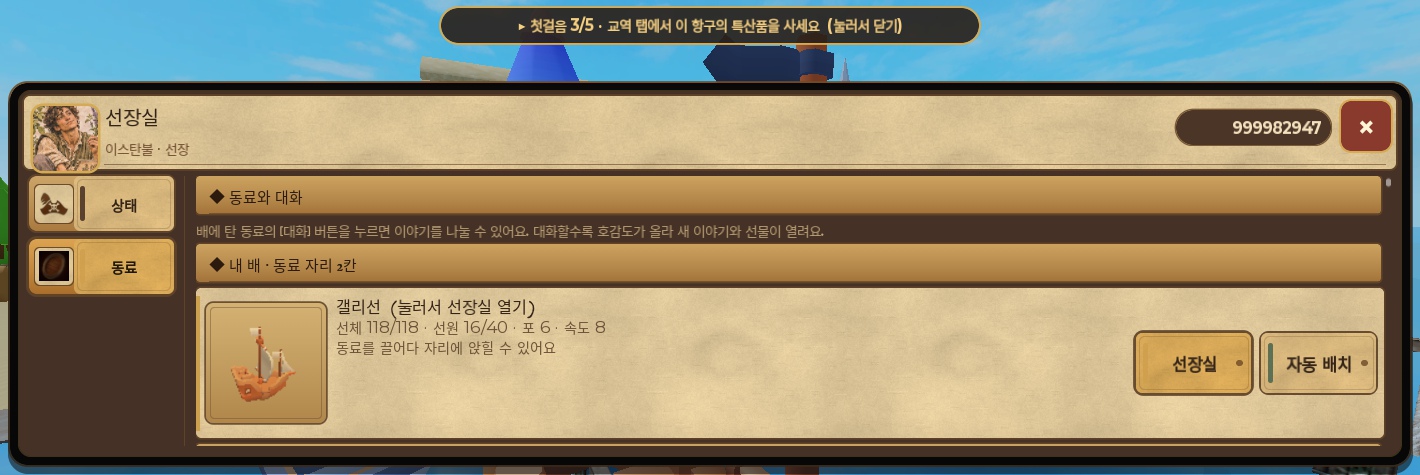 ▸ 첫걸음 3/5 · 교역 탭에서 이 항구의 특산품을 사세요 (눌러서 닫기)
선장실
이스탄불 · 선장
999982947
×
상태
동료
◆ 동료와 대화
배에 탄 동료의 [대화] 버튼을 누르면 이야기를 나눌 수 있어요. 대화할수록 호감도가 올라 새 이야기와 선물이 열려요.
◆ 내 배 · 동료 자리 2칸
갤리선 (눌러서 선장실 열기)
선체 118/118 · 선원 16/40 · 포 6 · 속도 8
동료를 끌어다 자리에 앉힐 수 있어요
선장실
자동 배치